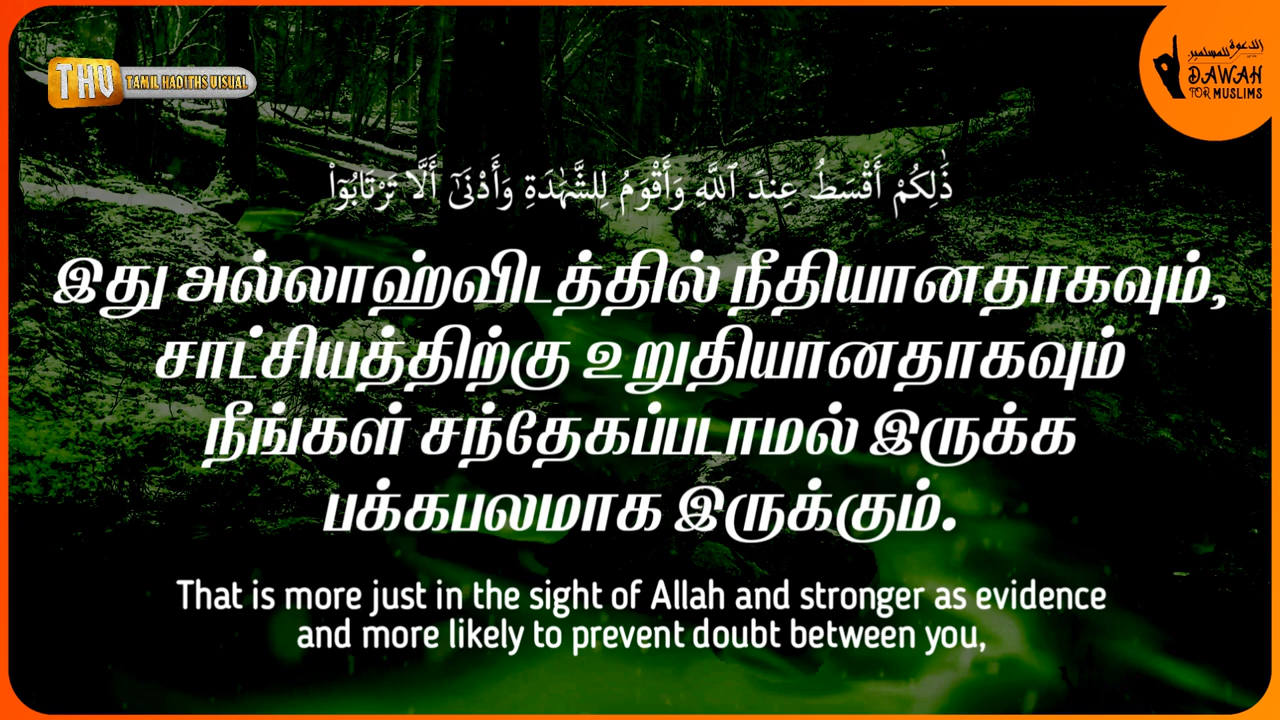 THV TAMIL HADITHS VISUAL
الدعوة للمسلمين
DAWAH
FOR MUSLIMS
ذَٰلِكُمْ أَقْسَطُ عِندَ ٱللَّهِ وَأَقْوَمُ لِلشَّهَٰدَةِ وَأَدْنَىٰٓ أَلَّا تَرْتَابُوٓا۟
இது அல்லாஹ்விடத்தில் நீதியானதாகவும்,
சாட்சியத்திற்கு உறுதியானதாகவும்
நீங்கள் சந்தேகப்படாமல் இருக்க
பக்கபலமாக இருக்கும்.
That is more just in the sight of Allah and stronger as evidence
and more likely to prevent doubt between you,